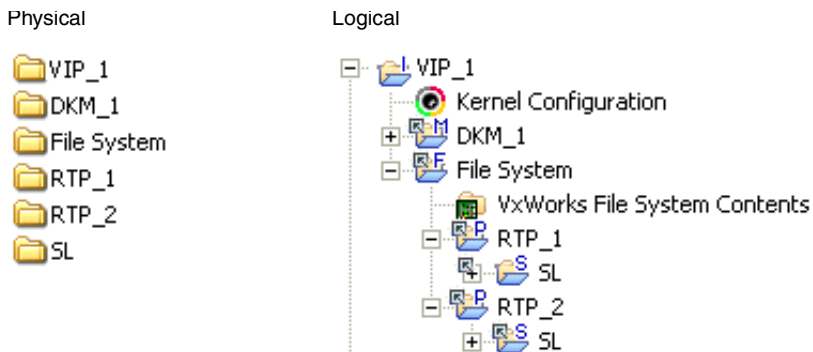 Physical
VIP_1
DKM_1
File System
RTP_1
RTP_2
SL
Logical
I
VIP_1
Kernel Configuration
M
DKM_1
F
File System
VxWorks File System Contents
P
RTP_1
S
SL
P
RTP_2
S
SL